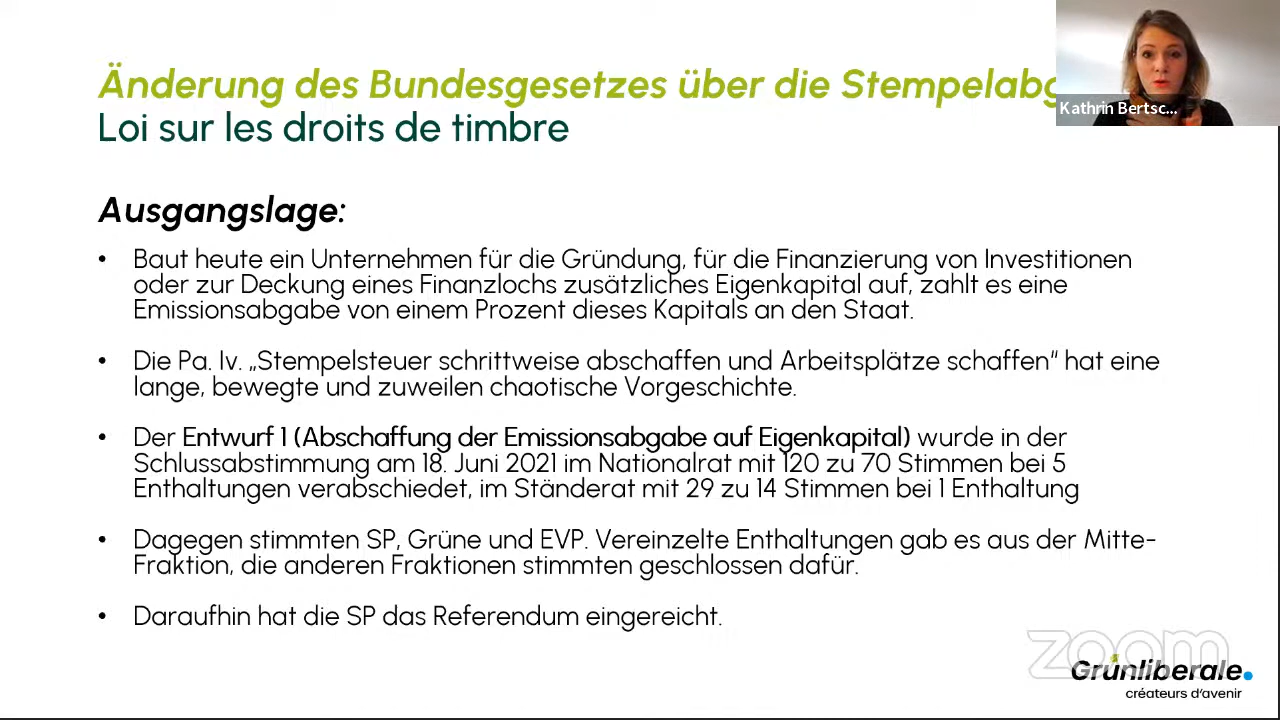 Änderung des Bundesgesetzes über die Stempelabg
Loi sur les droits de timbre
Kathrin Bertsc...
Ausgangslage:
• Baut heute ein Unternehmen für die Gründung, für die Finanzierung von Investitionen
oder zur Deckung eines Finanzlochs zusätzliches Eigenkapital auf, zahlt es eine
Emissionsabgabe von einem Prozent dieses Kapitals an den Staat.
• Die Pa. Iv. „Stempelsteuer schrittweise abschaffen und Arbeitsplätze schaffen“ hat eine
lange, bewegte und zuweilen chaotische Vorgeschichte.
• Der Entwurf 1 (Abschaffung der Emissionsabgabe auf Eigenkapital) wurde in der
Schlussabstimmung am 18. Juni 2021 im Nationalrat mit 120 zu 70 Stimmen bei 5
Enthaltungen verabschiedet, im Ständerat mit 29 zu 14 Stimmen bei 1 Enthaltung
• Dagegen stimmten SP, Grüne und EVP. Vereinzelte Enthaltungen gab es aus der Mitte-
Fraktion, die anderen Fraktionen stimmten geschlossen dafür.
• Daraufhin hat die SP das Referendum eingereicht.
zoom
Grünliberale.
créateurs d'avenir